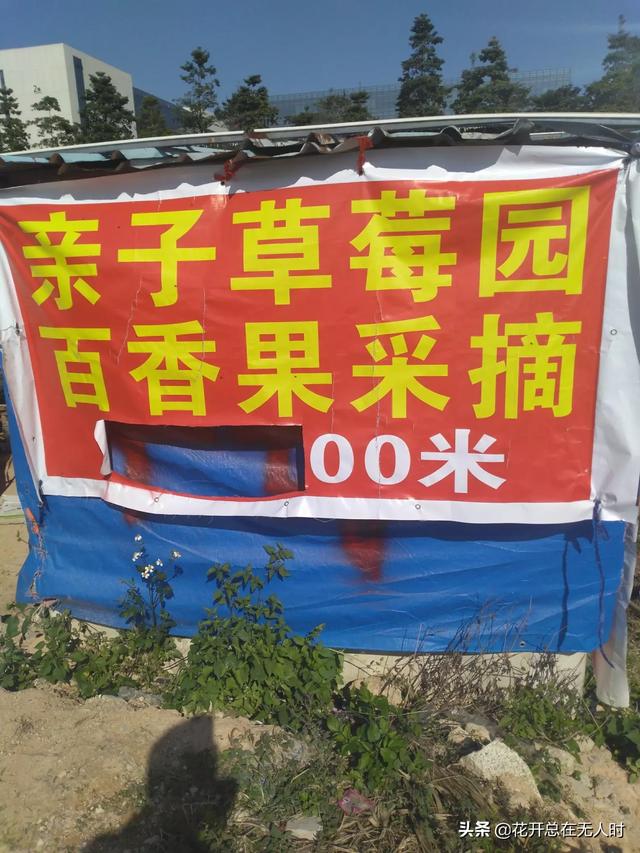 亲子草莓园
百香果采摘
00米
头条 @花开总在无人时